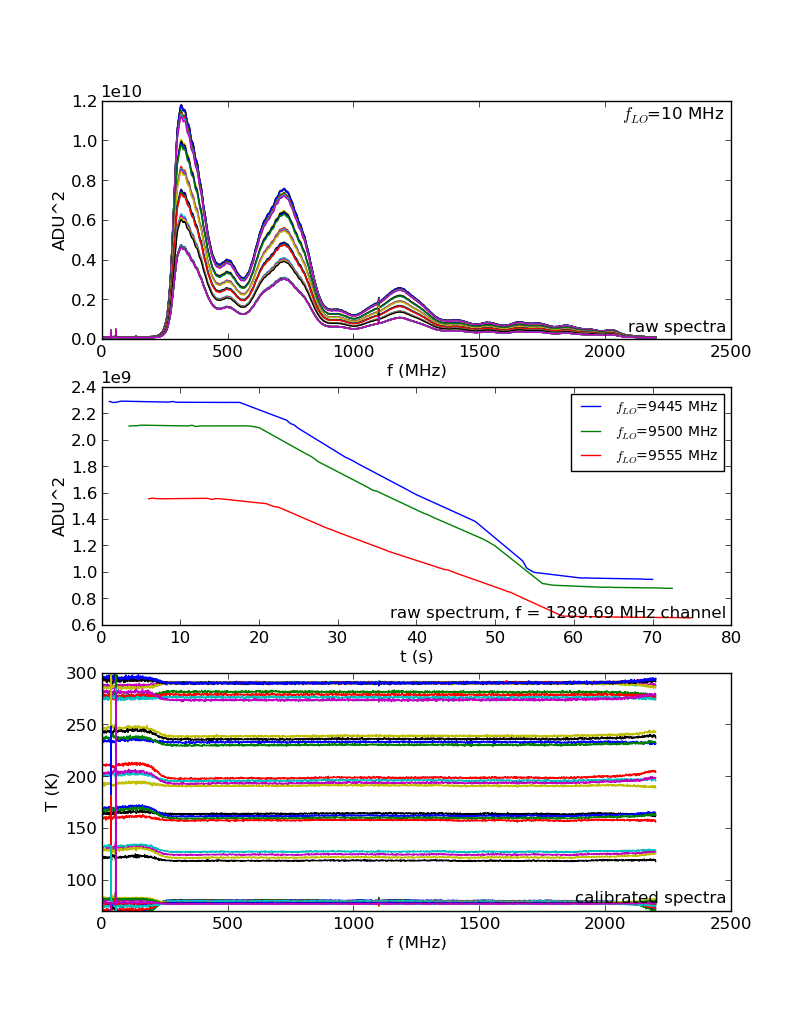 1e10
1.2
1.0
0.8
0.6
0.4
0.2
0.0
ADU^2
f_LO=10 MHz
raw spectra
0 500 1000 1500 2000 2500
f (MHz)
1e9
2.4
2.2
2.0
1.8
1.6
1.4
1.2
1.0
0.8
0.6
ADU^2
f_LO=9445 MHz
f_LO=9500 MHz
f_LO=9555 MHz
raw spectrum, f = 1289.69 MHz channel
0 10 20 30 40 50 60 70 80
t (s)
300
250
200
150
100
T (K)
calibrated spectra
0 500 1000 1500 2000 2500
f (MHz)